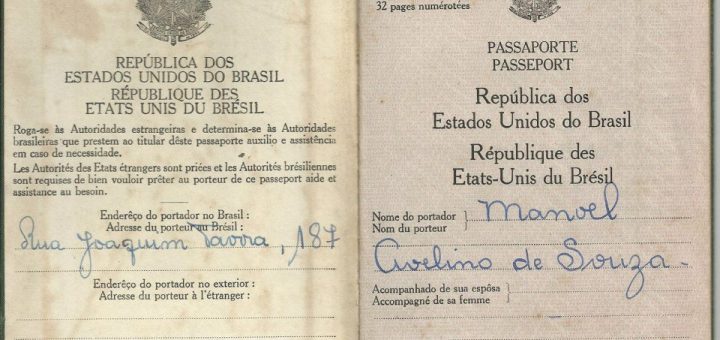 REPÚBLICA DOS
ESTADOS UNIDOS DO BRASIL
RÉPUBLIQUE DES
ETATS UNIS DU BRÉSIL
Roga-se às Autoridades estrangeiras e determina-se às Autoridades
brasileiras que prestem ao titular dêste passaporte auxilio e assistência
em caso de necessidade.
Les Autorités des Etats étrangers sont priées et les Autorités brésiliennes
sont requises de bien vouloir prêter au porteur de ce passeport aide et
assistance au besoin.
Enderêço do portador no Brasil :
Adresse du porteur au Brésil :
Rua Joaquim Tavora, 187
Enderêço do portador no exterior :
Adresse du porteur à l'étranger :
32 pages numérotées
PASSAPORTE
PASSEPORT
República dos
Estados Unidos do Brasil
République des
Etats-Unis du Brésil
Nome do portador
Nom du porteur
Manoel
Avelino de Souza-
Acompanhado de sua espôsa
Accompagné de sa femme